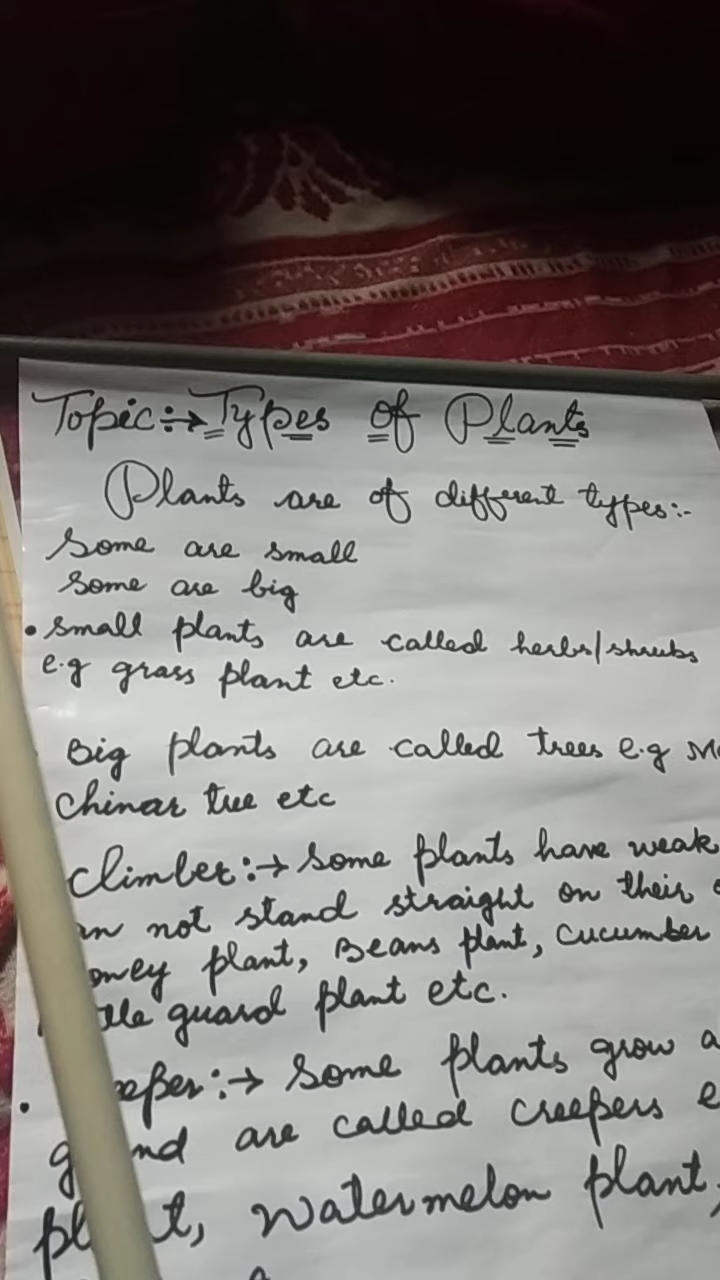 Topic:→ Types of Plants
Plants are of different types:-
Some are small
Some are big
• Small plants are called herbs/shrubs
e.g grass plant etc.
Big plants are called trees e.g
Chinar tree etc
Climber:→ Some plants have weak
not stand straight on their
plant, Beans plant, Cucumber
guard plant etc.
• :→ Some plants grow
are called creepers
watermelon plant,